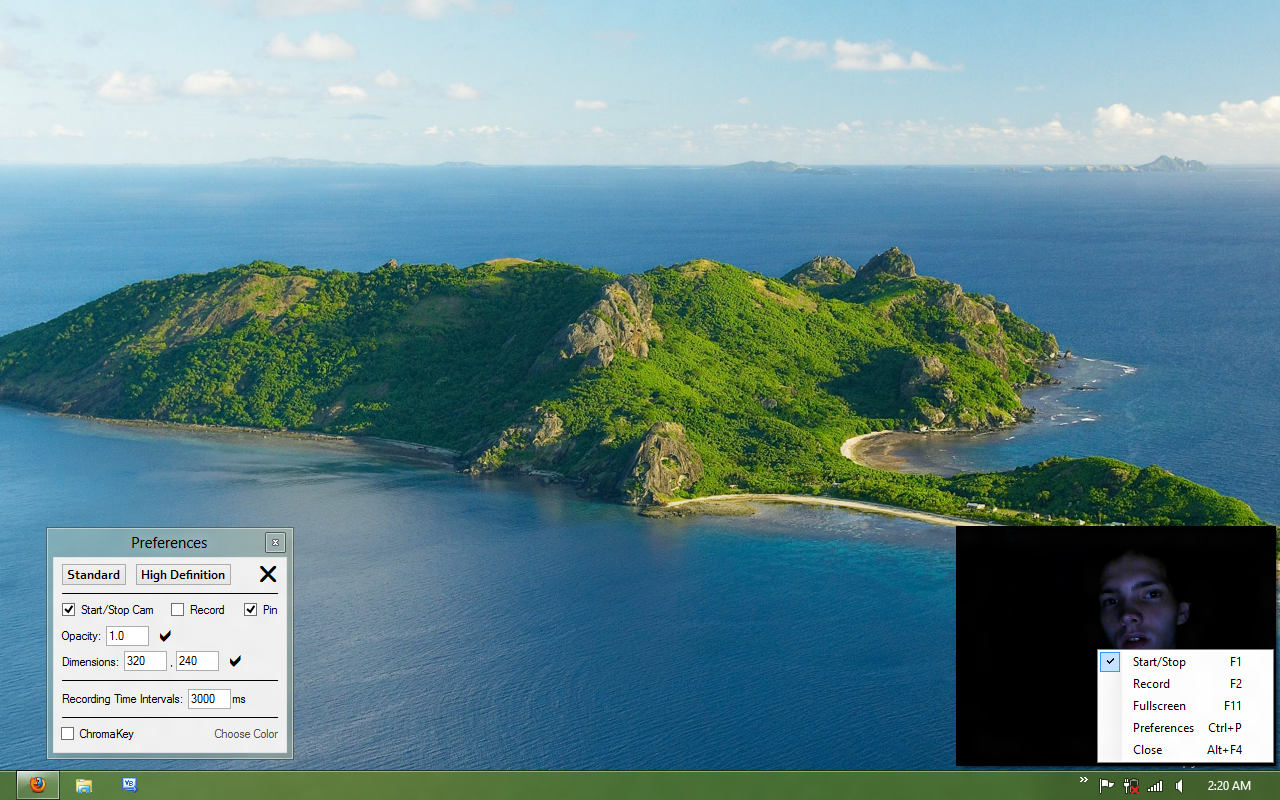 Preferences
x
Standard High Definition
Start/Stop Cam Record Pin
Opacity: 1.0
Dimensions: 320 , 240
Recording Time Intervals: 3000 ms
ChromaKey Choose Color
Start/Stop F1
Record F2
Fullscreen F11
Preferences Ctrl+P
Close Alt+F4
VB
2:20 AM